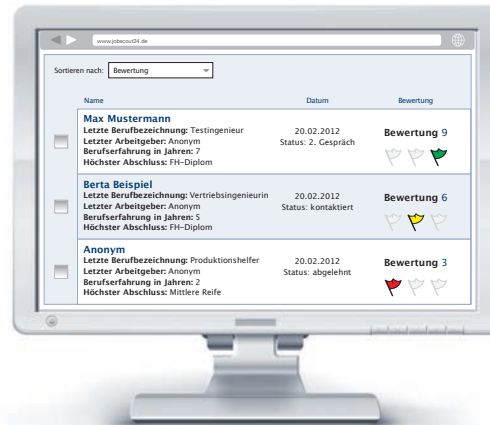 www.jobscout24.de
Sortieren nach: Bewertung
Name Datum Bewertung
Max Mustermann
Letzte Berufbezeichnung: Testingenieur
Letzter Arbeitgeber: Anonym
Berufserfahrung in Jahren: 7
Höchster Abschluss: FH-Diplom
20.02.2012
Status: 2. Gespräch
Bewertung 9
Berta Beispiel
Letzte Berufbezeichnung: Vertriebsingenieurin
Letzter Arbeitgeber: Anonym
Berufserfahrung in Jahren: 5
Höchster Abschluss: FH-Diplom
20.02.2012
Status: kontaktiert
Bewertung 6
Anonym
Letzte Berufbezeichnung: Produktionshelfer
Letzter Arbeitgeber: Anonym
Berufserfahrung in Jahren: 2
Höchster Abschluss: Mittlere Reife
20.02.2012
Status: abgelehnt
Bewertung 3